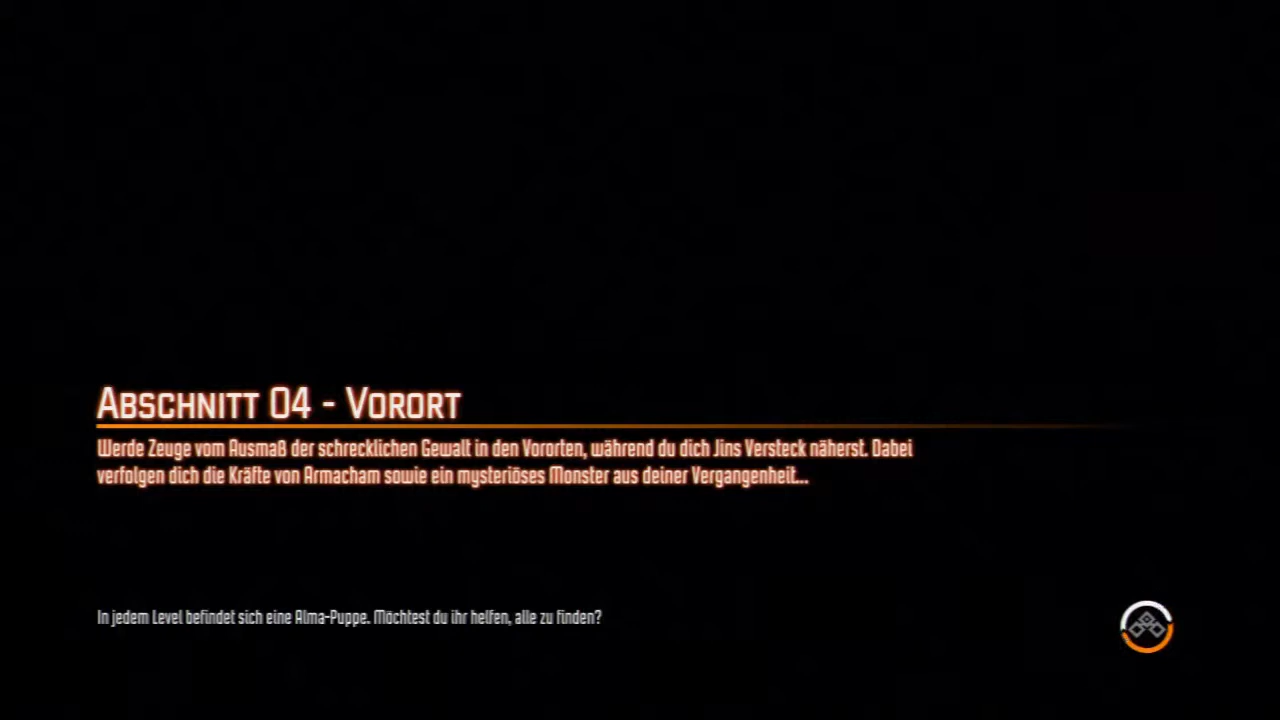 Abschnitt 04 - Vorort
Werde Zeuge vom Ausmaß der schrecklichen Gewalt in den Vororten, während du dich Jins Versteck näherst. Dabei
verfolgen dich die Kräfte von Armacham sowie ein mysteriöses Monster aus deiner Vergangenheit...
In jedem Level befindet sich eine Alma-Puppe. Möchtest du ihr helfen, alle zu finden?